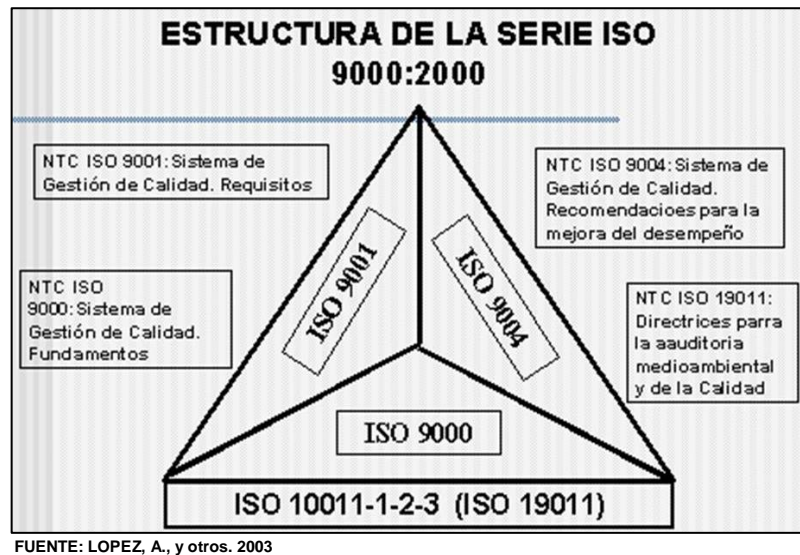 ESTRUCTURA DE LA SERIE ISO
9000:2000
NTC ISO 9001: Sistema de
Gestión de Calidad. Requisitos
NTC ISO 9004: Sistema de
Gestión de Calidad.
Recomendacioes para la
mejora del desempeño
NTC ISO
9000: Sistema de
Gestión de Calidad.
Fundamentos
NTC ISO 19011:
Directrices parra
la aauditoria
medioambiental
y de la Calidad
ISO 9001
ISO 9004
ISO 9000
ISO 10011-1-2-3 (ISO 19011)
FUENTE: LOPEZ, A., y otros. 2003